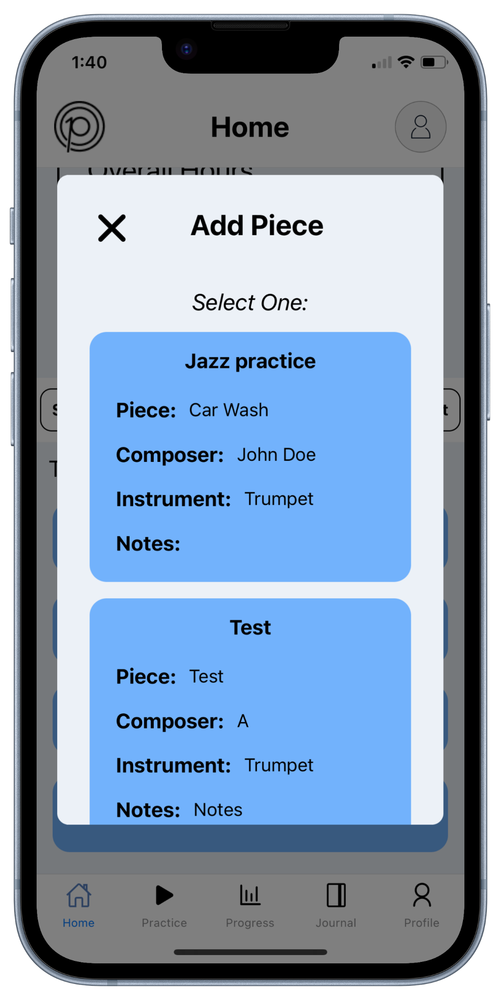 1:40
Home
Overall Hours
Add Piece
Select One:
Jazz practice
Piece: Car Wash
Composer: John Doe
Instrument: Trumpet
Notes:
Test
Piece: Test
Composer: A
Instrument: Trumpet
Notes: Notes
Home Practice Progress Journal Profile